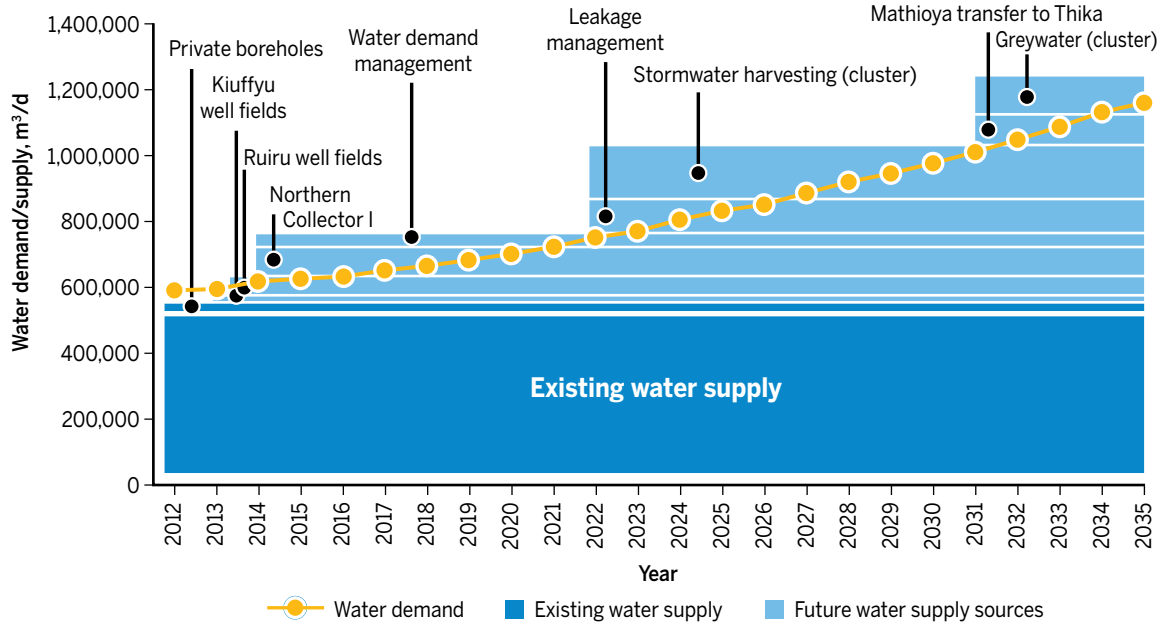 Water demand/supply, m³/d
1,400,000
1,200,000
1,000,000
800,000
600,000
400,000
200,000
0
Private boreholes
Kiuffyu
well fields
Ruiru well fields
Northern
Collector I
Water demand
management
Leakage
management
Stormwater harvesting (cluster)
Mathioya transfer to Thika
Greywater (cluster)
Existing water supply
2012
2013
2014
2015
2016
2017
2018
2019
2020
2021
2022
2023
2024
2025
2026
2027
2028
2029
2030
2031
2032
2033
2034
2035
Year
Water demand
Existing water supply
Future water supply sources